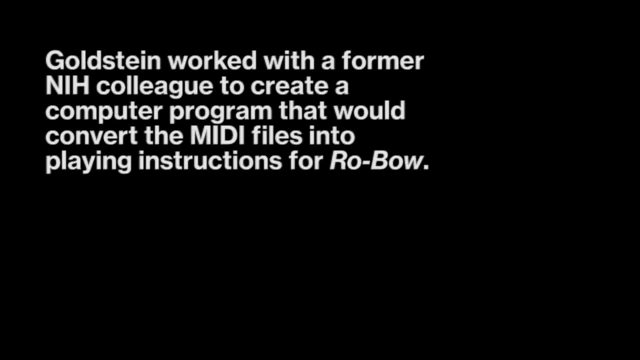 Goldstein worked with a former
NIH colleague to create a
computer program that would
convert the MIDI files into
playing instructions for Ro-Bow.